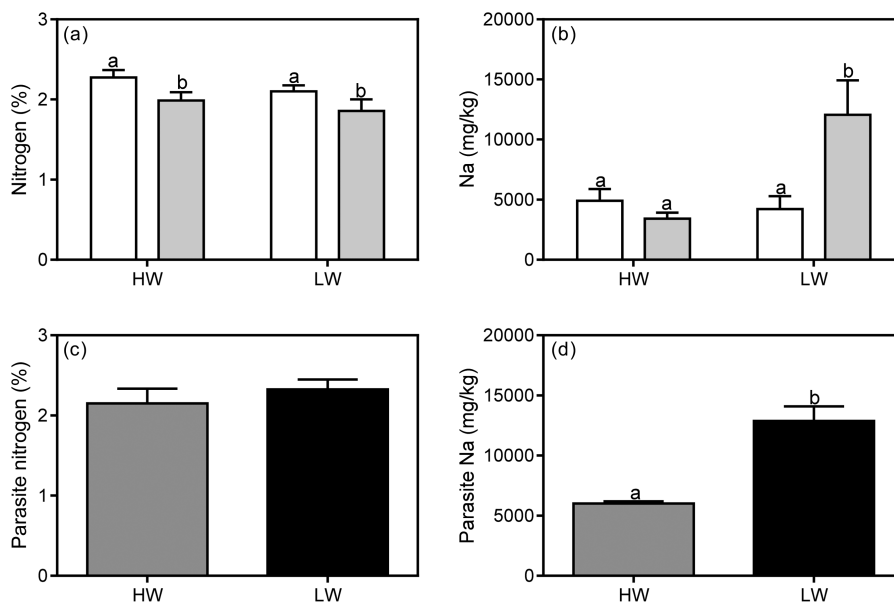 (a)
Nitrogen (%)
3
2
1
0
a
b
a
b
HW
LW
(b)
Na (mg/kg)
20000
15000
10000
5000
0
a
a
a
b
HW
LW
(c)
Parasite nitrogen (%)
3
2
1
0
HW
LW
(d)
Parasite Na (mg/kg)
20000
15000
10000
5000
0
a
b
HW
LW